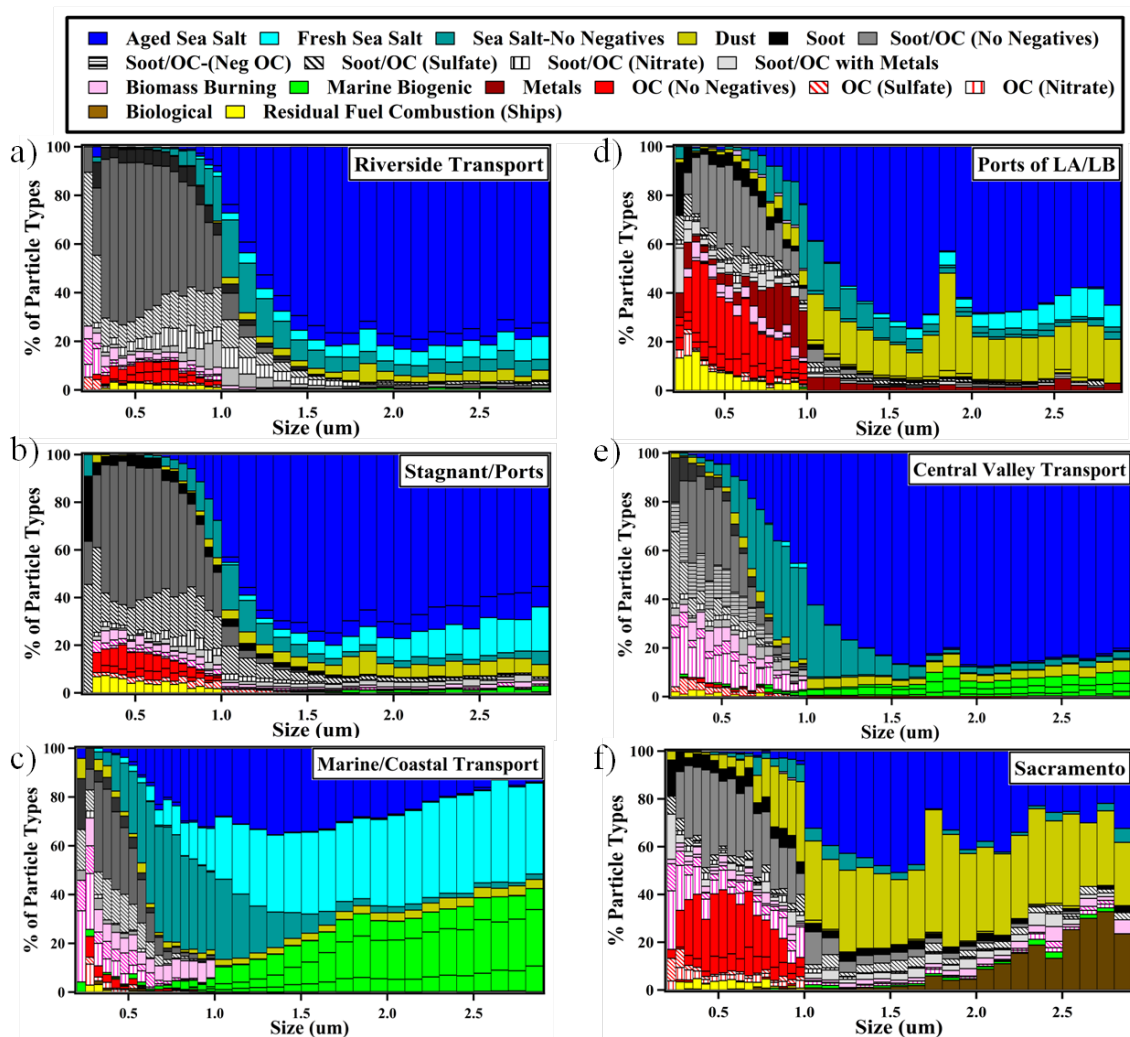 Aged Sea Salt Fresh Sea Salt Sea Salt-No Negatives Dust Soot Soot/OC (No Negatives)
Soot/OC-(Neg OC) Soot/OC (Sulfate) Soot/OC (Nitrate) Soot/OC with Metals
Biomass Burning Marine Biogenic Metals OC (No Negatives) OC (Sulfate) OC (Nitrate)
Biological Residual Fuel Combustion (Ships)
a)
Riverside Transport
% of Particle Types
100
80
60
40
20
0
0.5 1.0 1.5 2.0 2.5
Size (um)
b)
Stagnant/Ports
% of Particle Types
100
80
60
40
20
0
0.5 1.0 1.5 2.0 2.5
Size (um)
c)
Marine/Coastal Transport
% of Particle Types
100
80
60
40
20
0
0.5 1.0 1.5 2.0 2.5
Size (um)
d)
Ports of LA/LB
% Particle Types
100
80
60
40
20
0
0.5 1.0 1.5 2.0 2.5
Size (um)
e)
Central Valley Transport
% of Particle Types
100
80
60
40
20
0
0.5 1.0 1.5 2.0 2.5
Size (um)
f)
Sacramento
% Particle Types
100
80
60
40
20
0
0.5 1.0 1.5 2.0 2.5
Size (um)